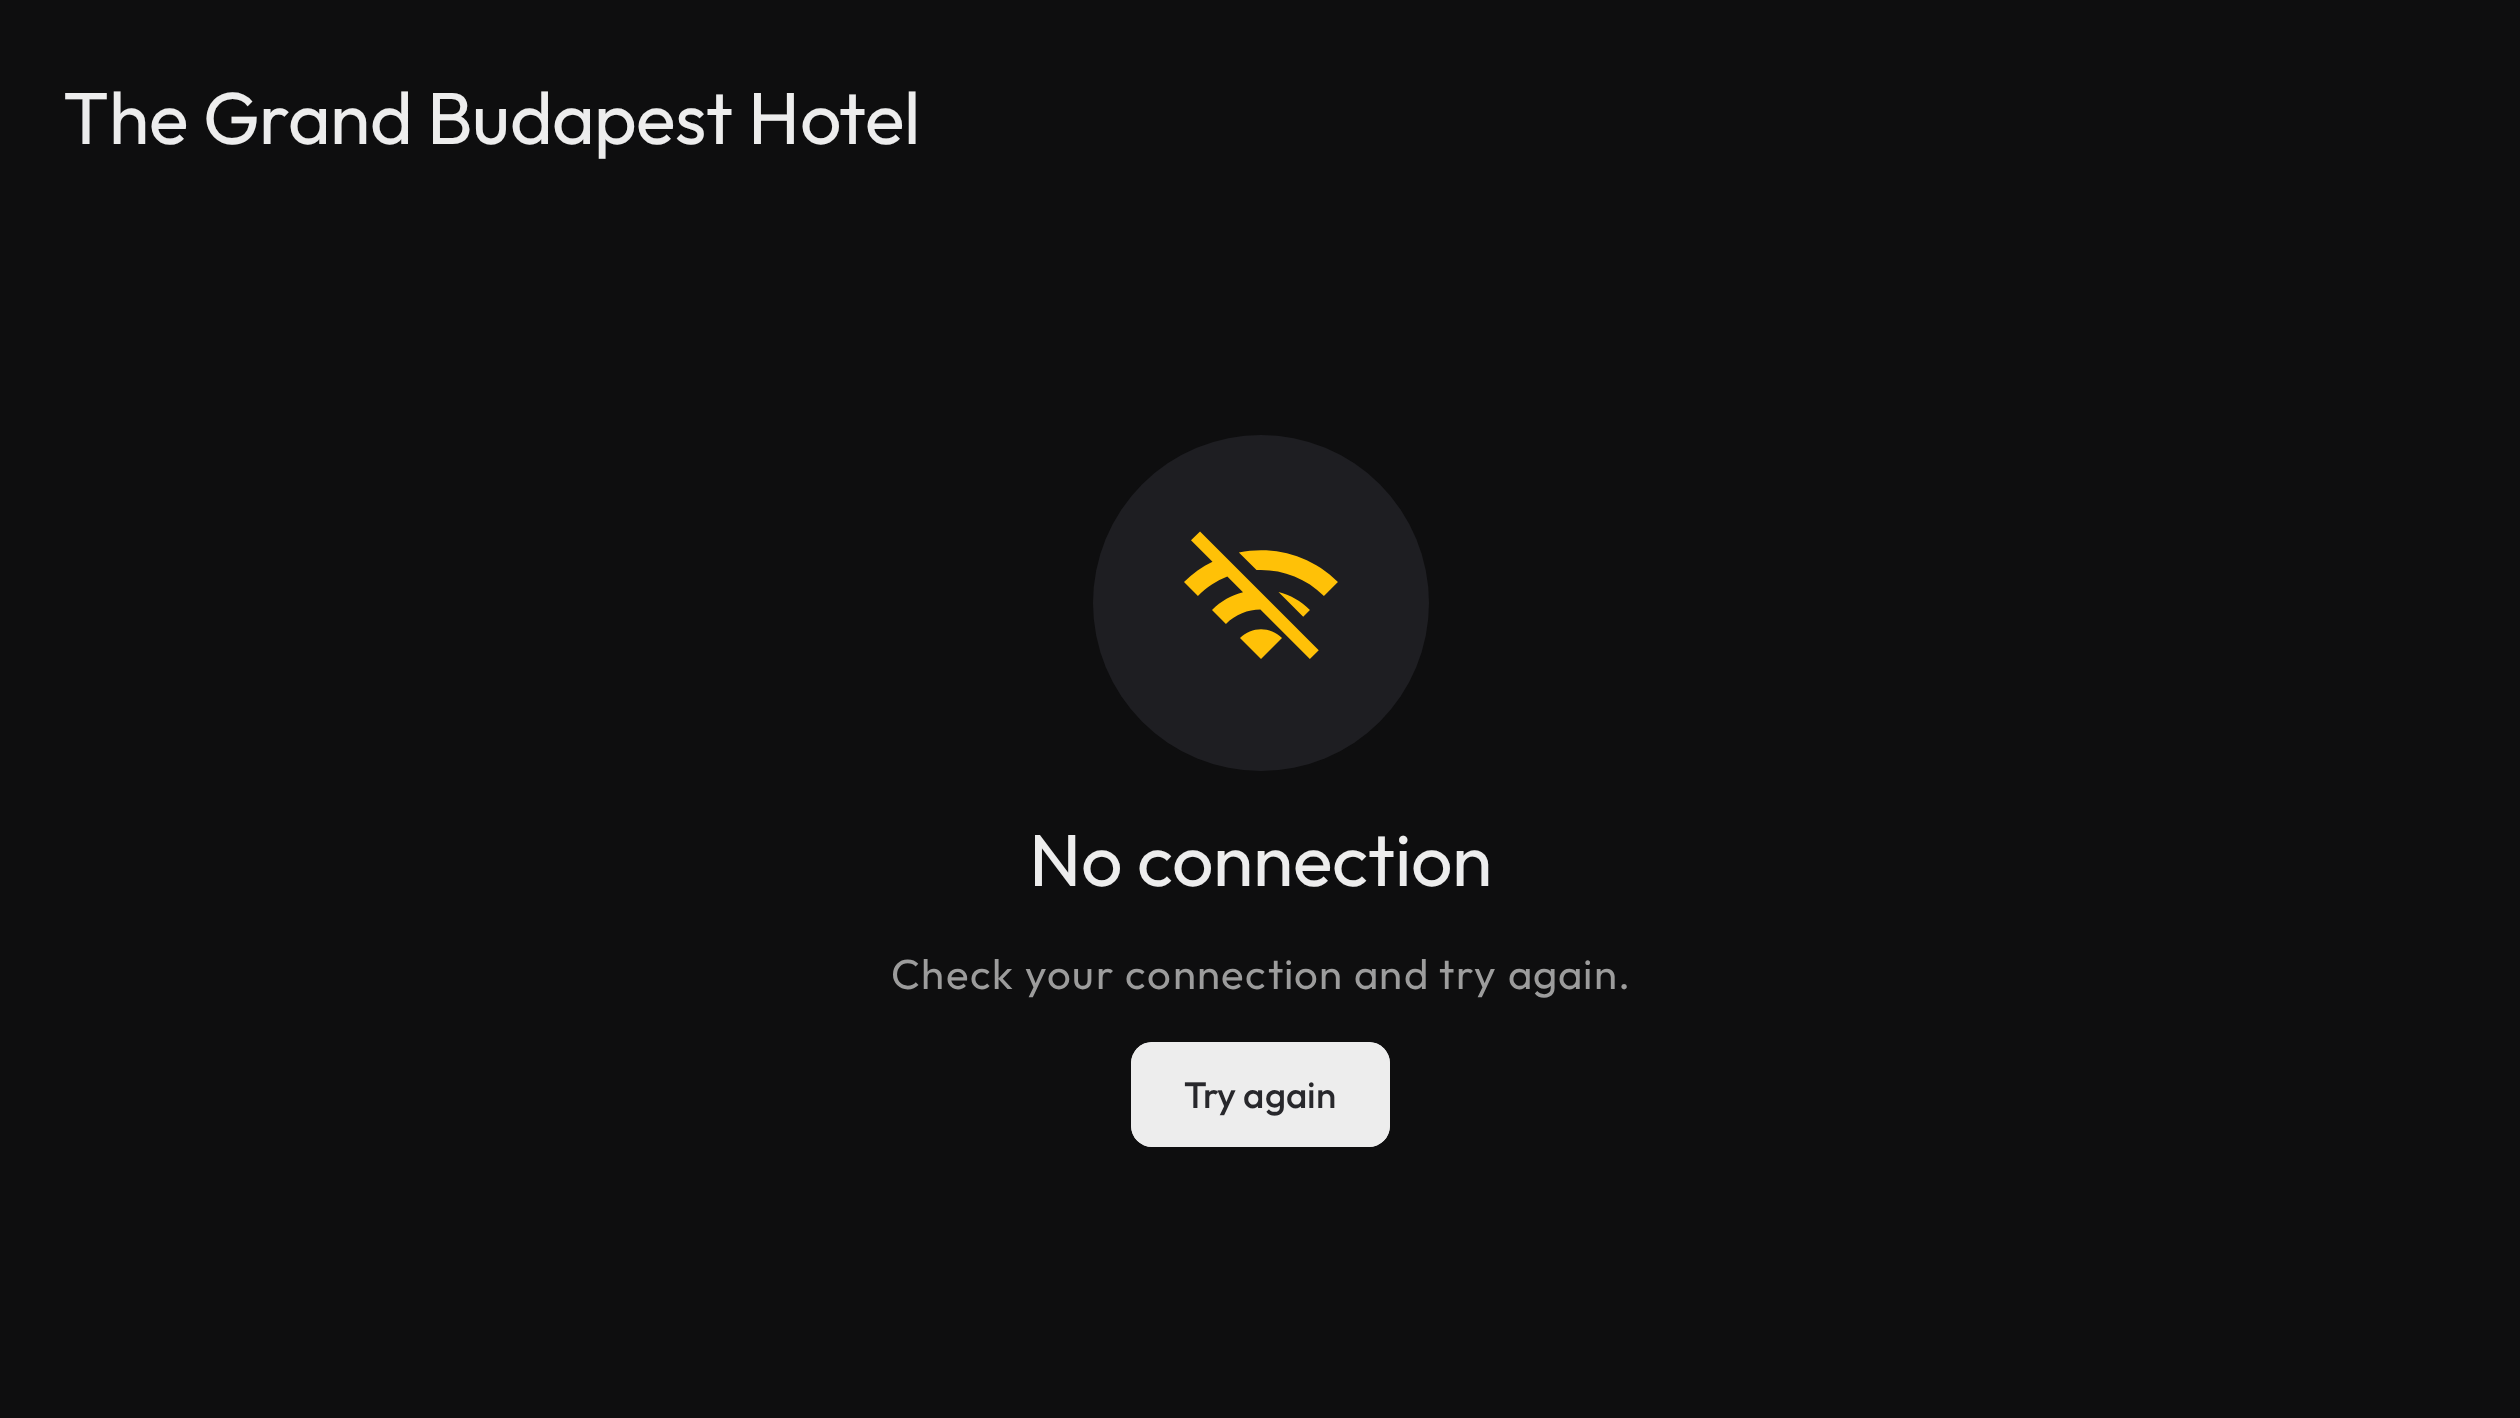 The Grand Budapest Hotel
No connection
Check your connection and try again.
Try again